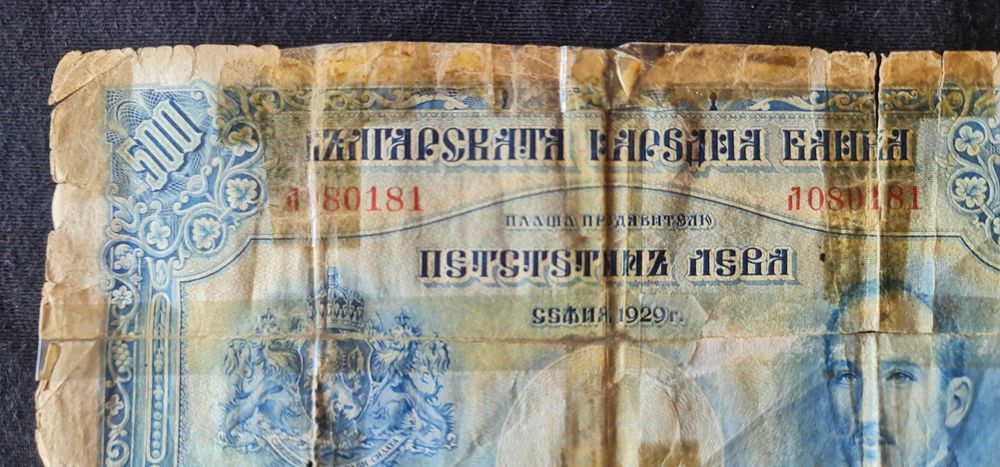 500
БЪЛГАРСКАТА НАРОДНА БАНКА
Л080181 Л080181
ПЛАЩА ПРЕДЯВИТЕЛЮ
ПЕТСТОТИНЪ ЛЕВА
СОФИЯ 1929 г.